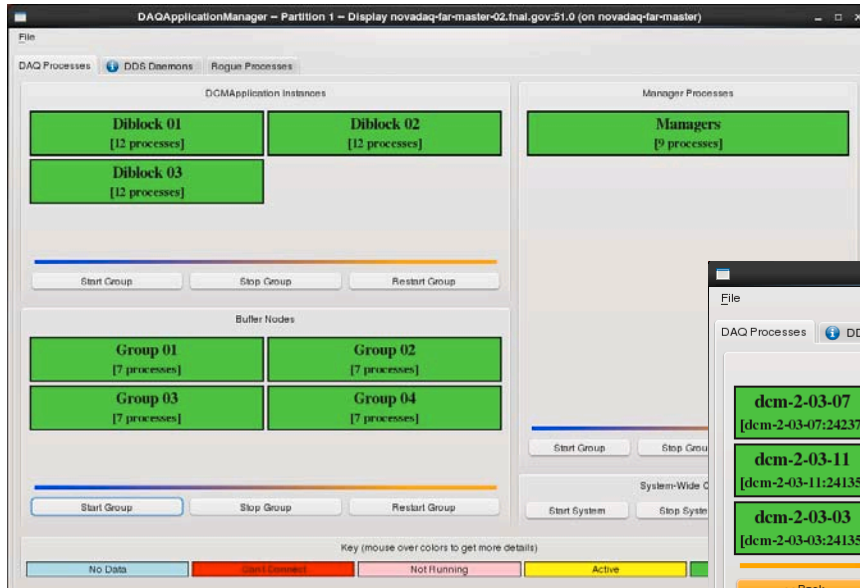 DAQApplicationManager – Partition 1 – Display novadaq-far-master-02.fnal.gov:51.0 (on novadaq-far-master)
File
DAQ Processes DDS Daemons Rogue Processes
DCMApplication Instances
Diblock 01
[12 processes]
Diblock 02
[12 processes]
Diblock 03
[12 processes]
Start Group Stop Group Restart Group
Buffer Nodes
Group 01
[7 processes]
Group 02
[7 processes]
Group 03
[7 processes]
Group 04
[7 processes]
Start Group Stop Group Restart Group
Manager Processes
Managers
[9 processes]
Start Group Stop Grou
System-Wide C
Start System Stop Syste
Key (mouse over colors to get more details)
No Data Can't Connect Not Running Active
File
DAQ Processes DD
dcm-2-03-07
[dcm-2-03-07:24237
dcm-2-03-11
[dcm-2-03-11:24135
dcm-2-03-03
[dcm-2-03-03:24135
Back